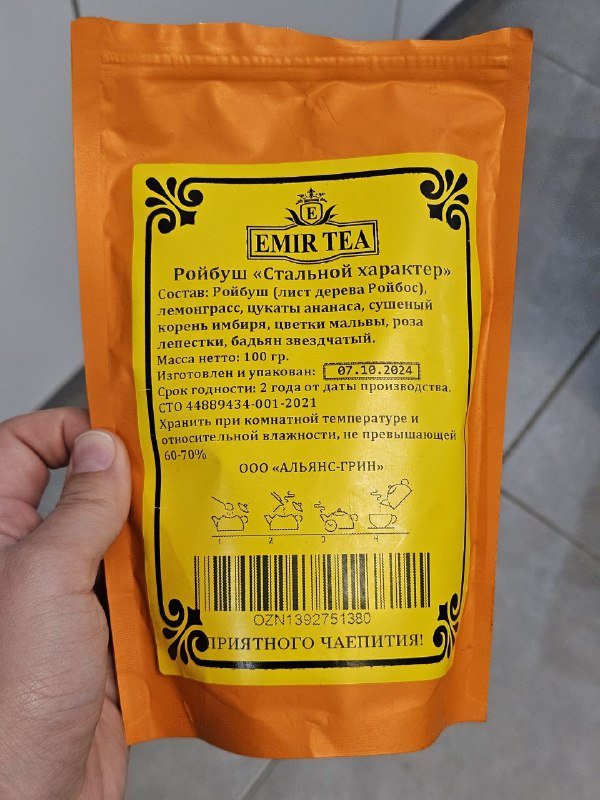 E
EMIR TEA
Ройбуш «Стальной характер»
Состав: Ройбуш (лист дерева Ройбос),
лемонграсс, цукаты ананаса, сушеный
корень имбиря, цветки мальвы, роза
лепестки, бадьян звездчатый.
Масса нетто: 100 гр.
Изготовлен и упакован: 07.10.2024
Срок годности: 2 года от даты производства.
СТО 44889434-001-2021
Хранить при комнатной температуре и
относительной влажности, не превышающей
60-70%
ООО «АЛЬЯНС-ГРИН»
1 2 3 4
OZN1392751380
ПРИЯТНОГО ЧАЕПИТИЯ!